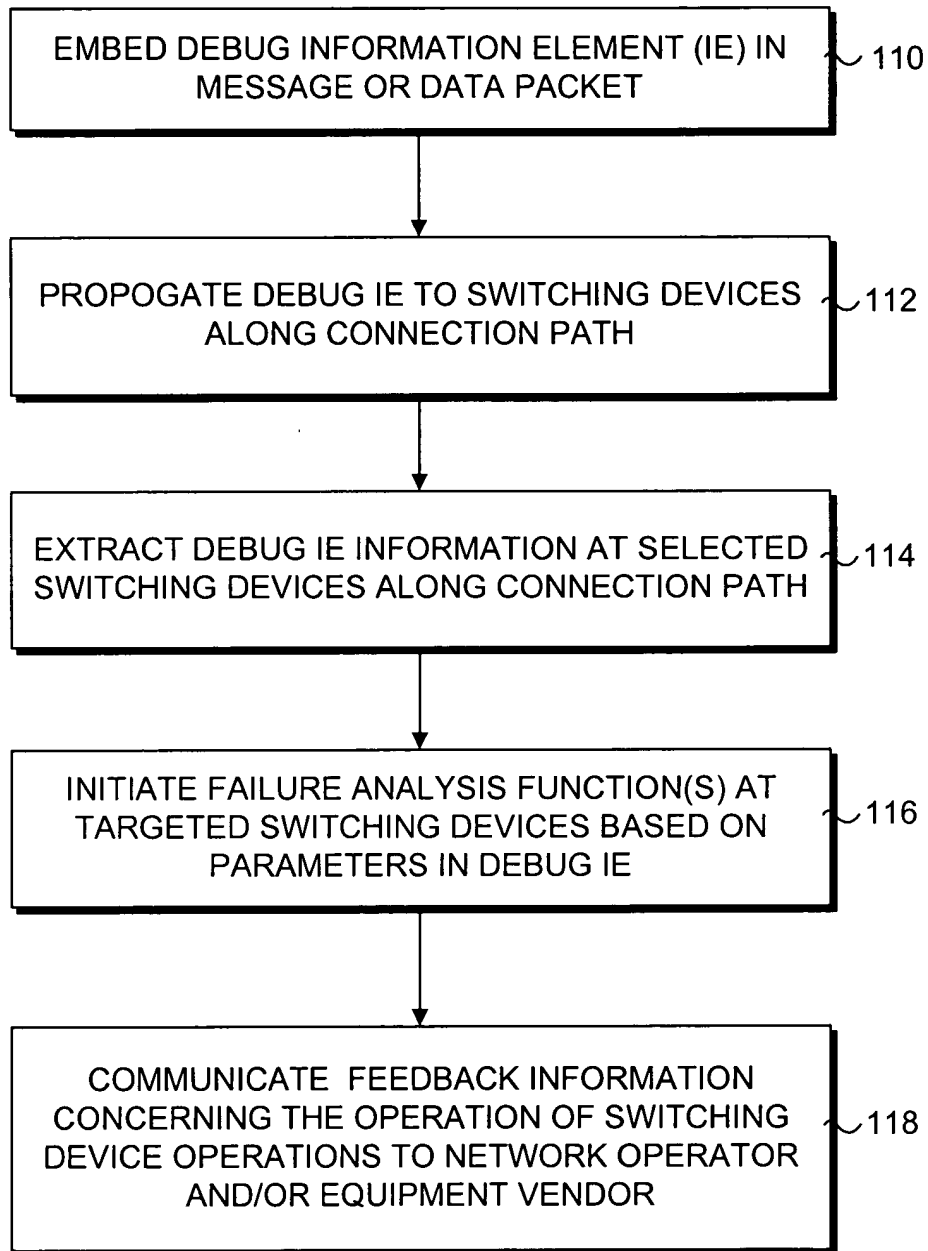 EMBED DEBUG INFORMATION ELEMENT (IE) IN
MESSAGE OR DATA PACKET
110
PROPOGATE DEBUG IE TO SWITCHING DEVICES
ALONG CONNECTION PATH
112
EXTRACT DEBUG IE INFORMATION AT SELECTED
SWITCHING DEVICES ALONG CONNECTION PATH
114
INITIATE FAILURE ANALYSIS FUNCTION(S) AT
TARGETED SWITCHING DEVICES BASED ON
PARAMETERS IN DEBUG IE
116
COMMUNICATE FEEDBACK INFORMATION
CONCERNING THE OPERATION OF SWITCHING
DEVICE OPERATIONS TO NETWORK OPERATOR
AND/OR EQUIPMENT VENDOR
118